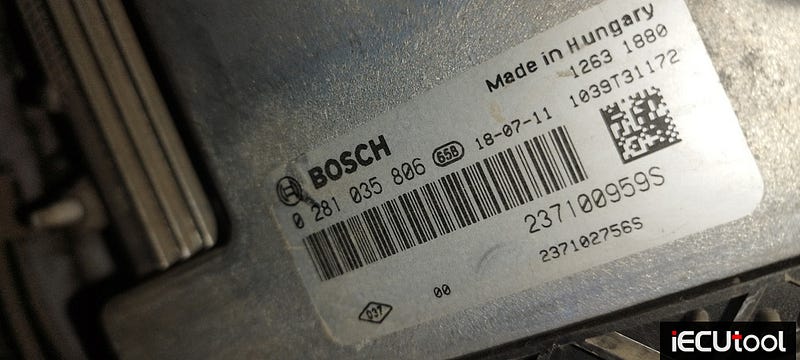 Made in Hungary
1263 1880
BOSCH
0 281 035 806 658 18-07-11 1039T31172
237100959S
237102756S
037
00
iECUtool